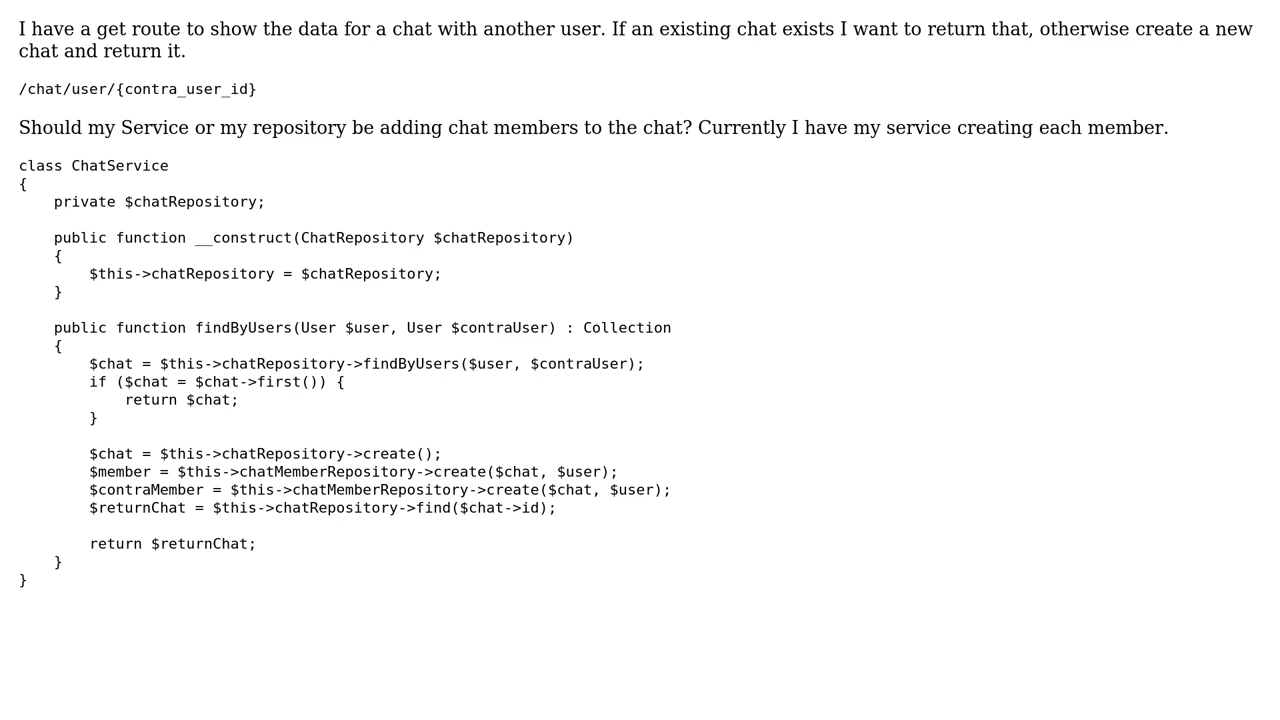 I have a get route to show the data for a chat with another user. If an existing chat exists I want to return that, otherwise create a new
chat and return it.
/chat/user/{contra_user_id}
Should my Service or my repository be adding chat members to the chat? Currently I have my service creating each member.
class ChatService
{
    private $chatRepository;

    public function __construct(ChatRepository $chatRepository)
    {
        $this->chatRepository = $chatRepository;
    }

    public function findByUsers(User $user, User $contraUser) : Collection
    {
        $chat = $this->chatRepository->findByUsers($user, $contraUser);
        if ($chat = $chat->first()) {
            return $chat;
        }

        $chat = $this->chatRepository->create();
        $member = $this->chatMemberRepository->create($chat, $user);
        $contraMember = $this->chatMemberRepository->create($chat, $user);
        $returnChat = $this->chatRepository->find($chat->id);

        return $returnChat;
    }
}